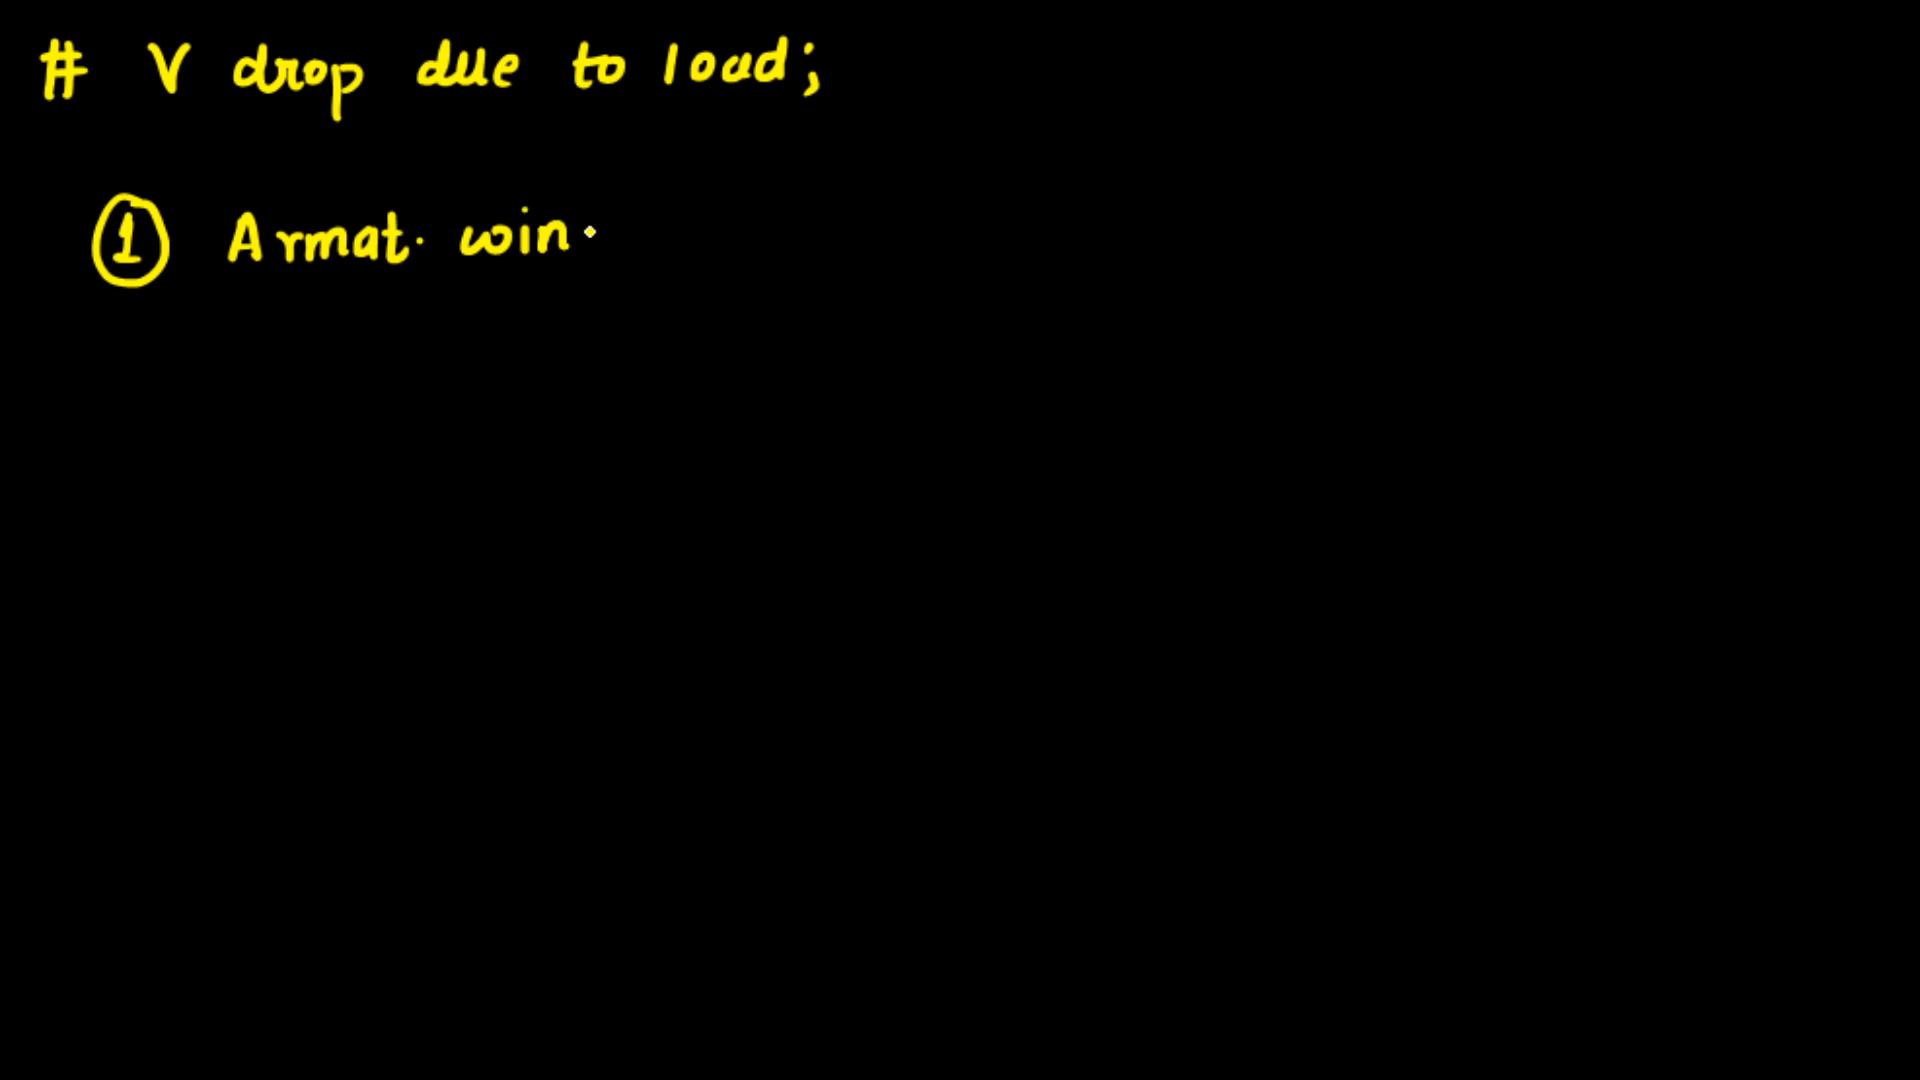 # V drop due to load;
① Armat. win.